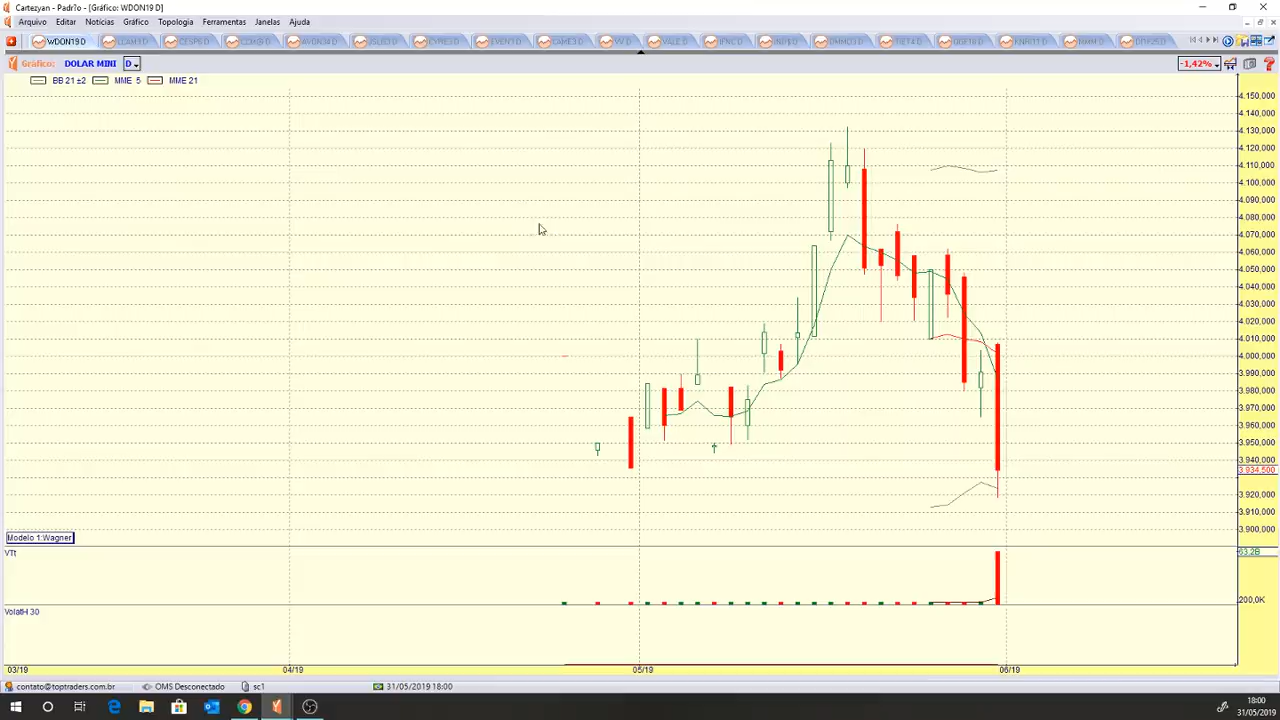 Cartezyan - Padr?o - [Gráfico: WDON19 D]
Arquivo Editar Notícias Gráfico Topologia Ferramentas Janelas Ajuda
WDON19 D CESP6 D EVEN3 D VALE D
Gráfico: DOLAR MINI D -1,42%
BB 21 ±2 MME 5 MME 21
4.150,000
4.140,000
4.130,000
4.120,000
4.110,000
4.100,000
4.090,000
4.080,000
4.070,000
4.060,000
4.050,000
4.040,000
4.030,000
4.020,000
4.010,000
4.000,000
3.990,000
3.980,000
3.970,000
3.960,000
3.950,000
3.940,000
3.934,500
3.920,000
3.910,000
3.900,000
Modelo 1:Wagner
VTt
63,2B
200,0K
VolatH 30
03/19 04/19 05/19 06/19
contato@toptraders.com.br OMS Desconectado sc1 31/05/2019 18:00
18:00
31/05/2019